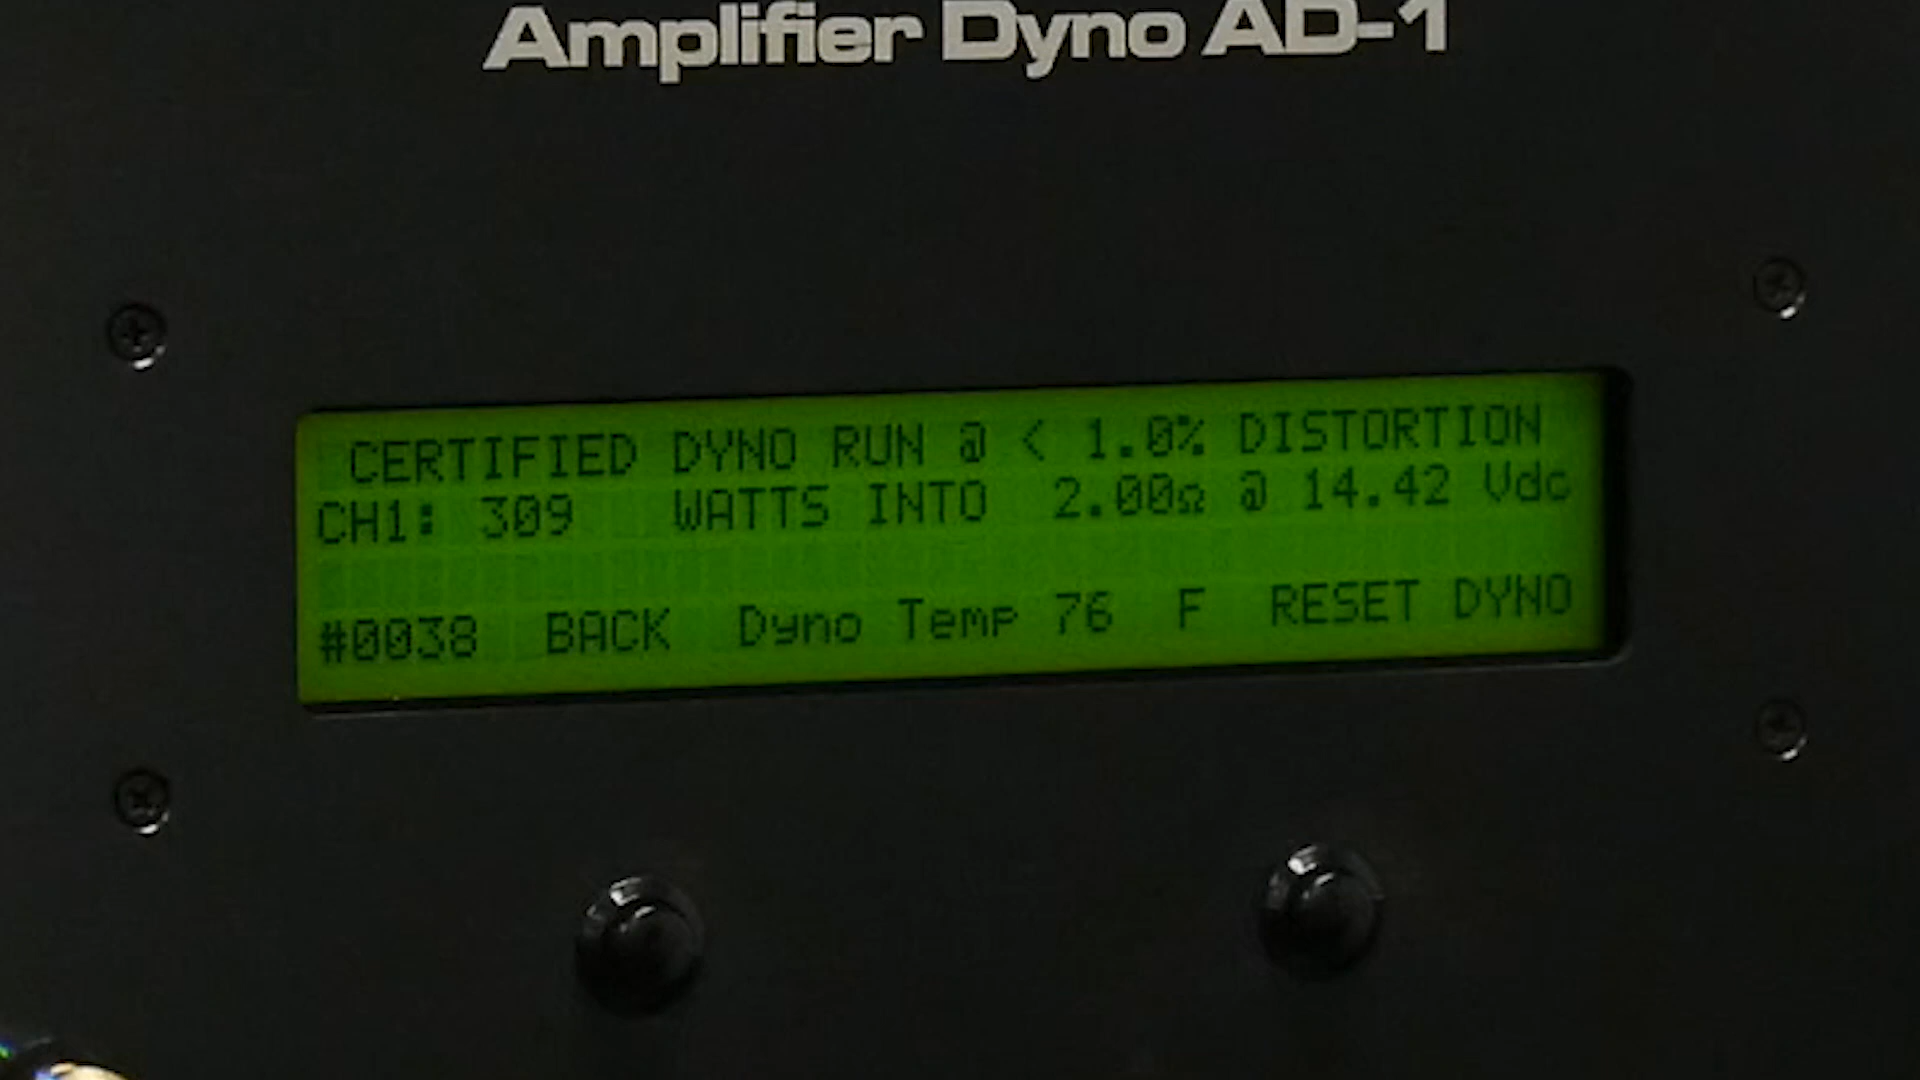 Amplifier Dyno AD-1
CERTIFIED DYNO RUN @ < 1.0% DISTORTION
CH1: 309 WATTS INTO 2.00Ω @ 14.42 Vdc
#0038 BACK Dyno Temp 76 F RESET DYNO